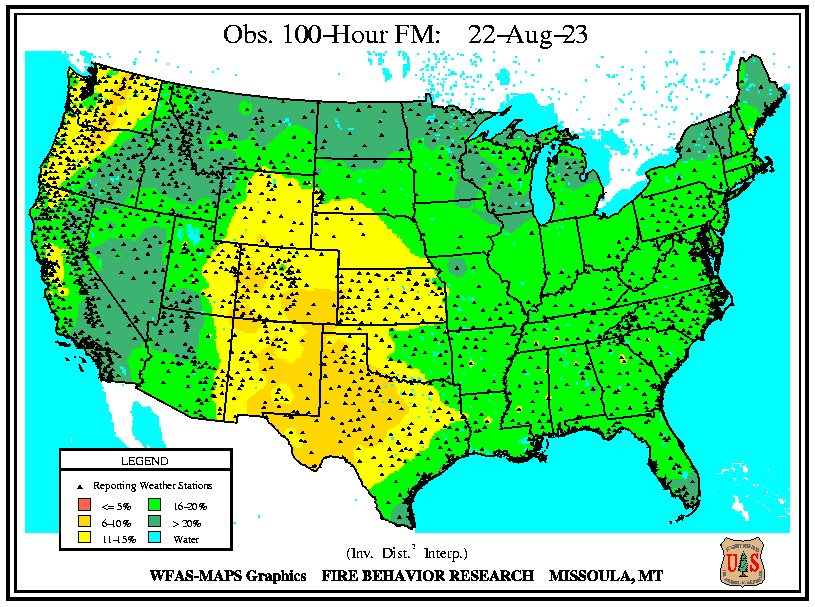 Obs. 100-Hour FM: 22-Aug-23
LEGEND
Reporting Weather Stations
<= 5% 16-20%
6-10% > 20%
11-15% Water
(Inv. Dist.² Interp.)
WFAS-MAPS Graphics FIRE BEHAVIOR RESEARCH MISSOULA, MT
U S